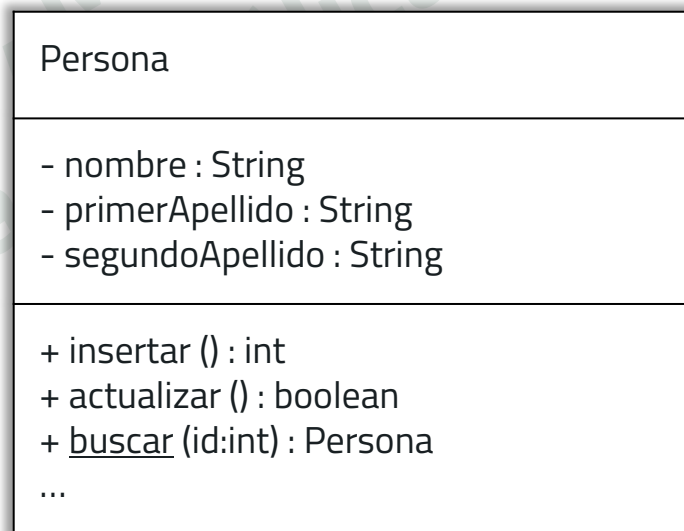 Persona
- nombre : String
- primerApellido : String
- segundoApellido : String
+ insertar () : int
+ actualizar () : boolean
+ buscar (id:int) : Persona
...